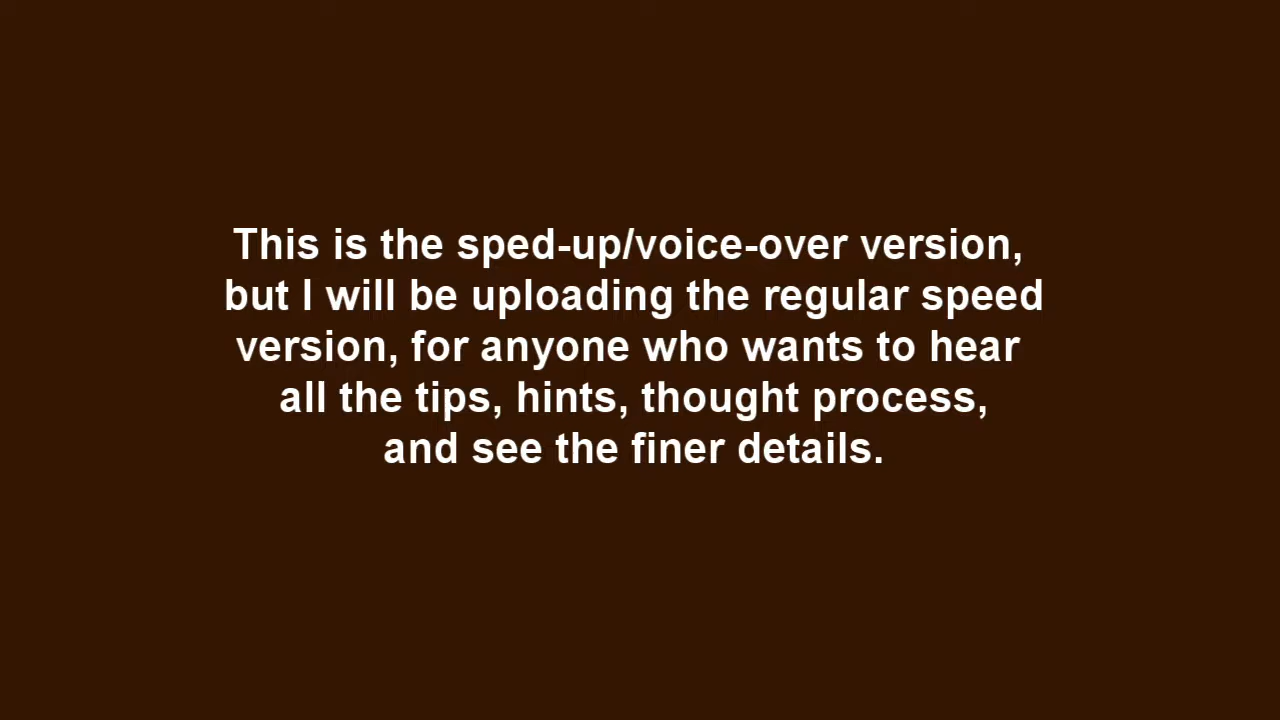 This is the sped-up/voice-over version,
but I will be uploading the regular speed
version, for anyone who wants to hear
all the tips, hints, thought process,
and see the finer details.